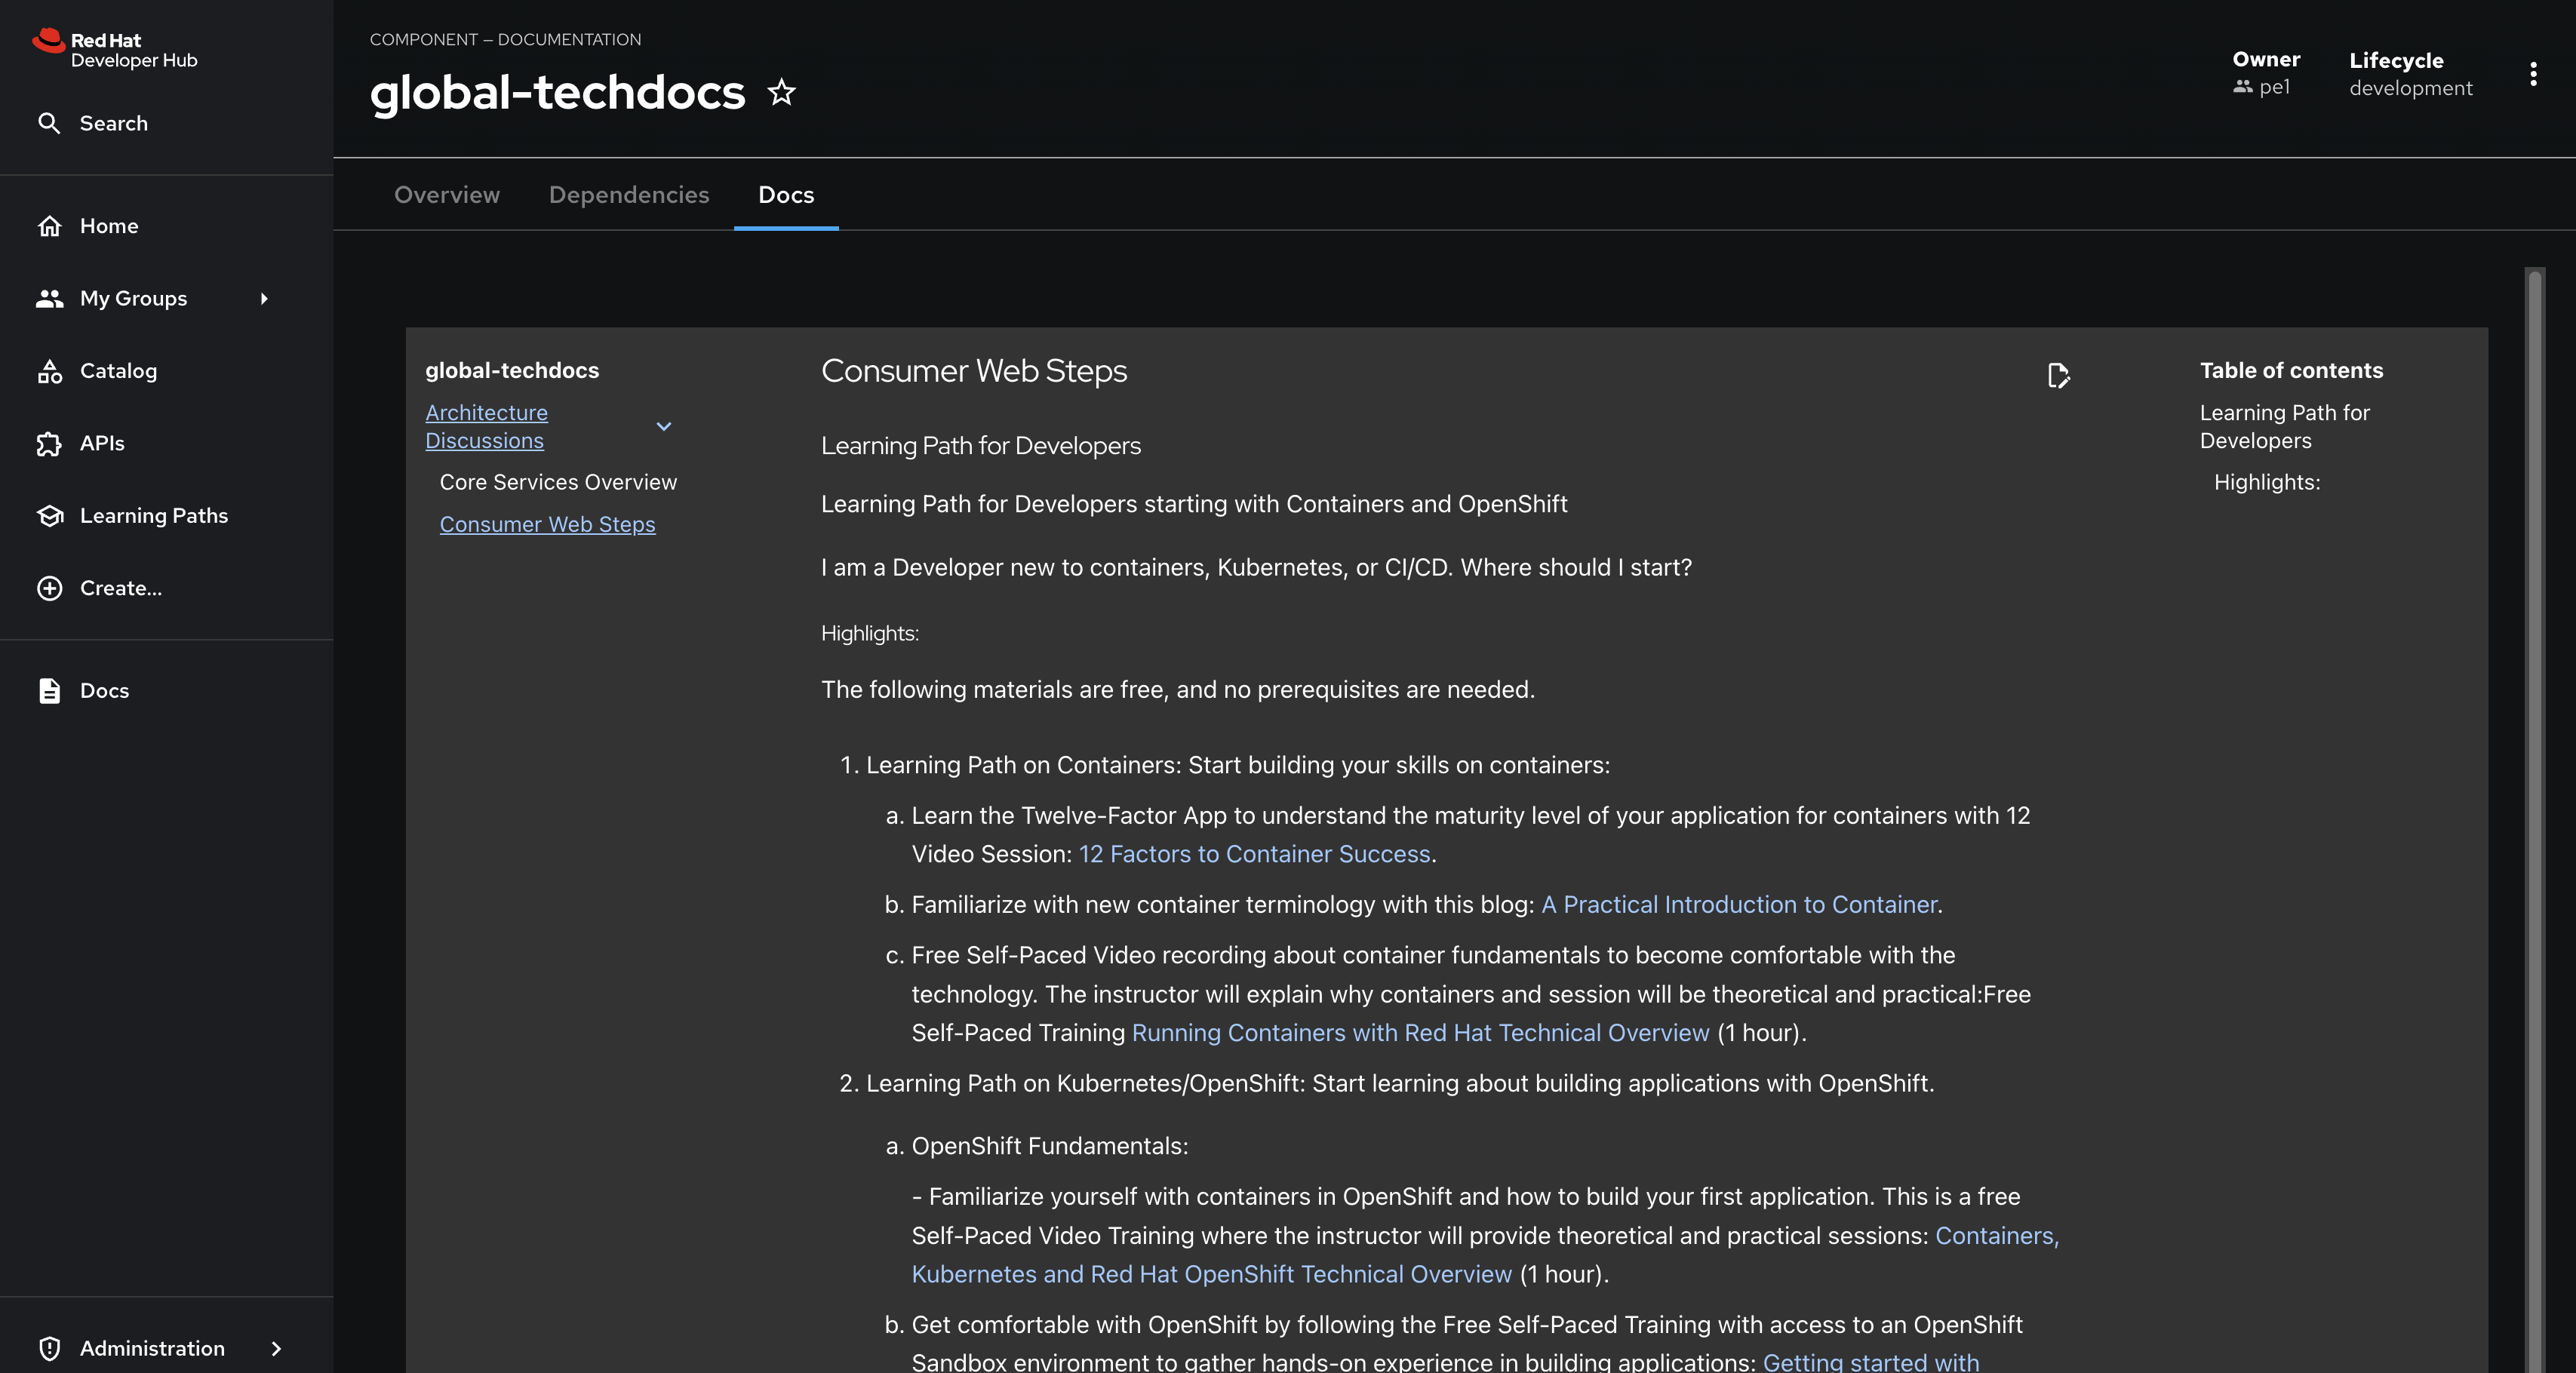 Red Hat
Developer Hub
Search
Home
My Groups
Catalog
APIs
Learning Paths
Create...
Docs
Administration
COMPONENT — DOCUMENTATION
global-techdocs
Owner
pe1
Lifecycle
development
Overview
Dependencies
Docs
global-techdocs
Architecture
Discussions
Core Services Overview
Consumer Web Steps
Consumer Web Steps
Learning Path for Developers
Learning Path for Developers starting with Containers and OpenShift
I am a Developer new to containers, Kubernetes, or CI/CD. Where should I start?
Highlights:
The following materials are free, and no prerequisites are needed.
1. Learning Path on Containers: Start building your skills on containers:
a. Learn the Twelve-Factor App to understand the maturity level of your application for containers with 12
Video Session: 12 Factors to Container Success.
b. Familiarize with new container terminology with this blog: A Practical Introduction to Container.
c. Free Self-Paced Video recording about container fundamentals to become comfortable with the
technology. The instructor will explain why containers and session will be theoretical and practical:Free
Self-Paced Training Running Containers with Red Hat Technical Overview (1 hour).
2. Learning Path on Kubernetes/OpenShift: Start learning about building applications with OpenShift.
a. OpenShift Fundamentals:
- Familiarize yourself with containers in OpenShift and how to build your first application. This is a free
Self-Paced Video Training where the instructor will provide theoretical and practical sessions: Containers,
Kubernetes and Red Hat OpenShift Technical Overview (1 hour).
b. Get comfortable with OpenShift by following the Free Self-Paced Training with access to an OpenShift
Sandbox environment to gather hands-on experience in building applications: Getting started with
Table of contents
Learning Path for
Developers
Highlights: